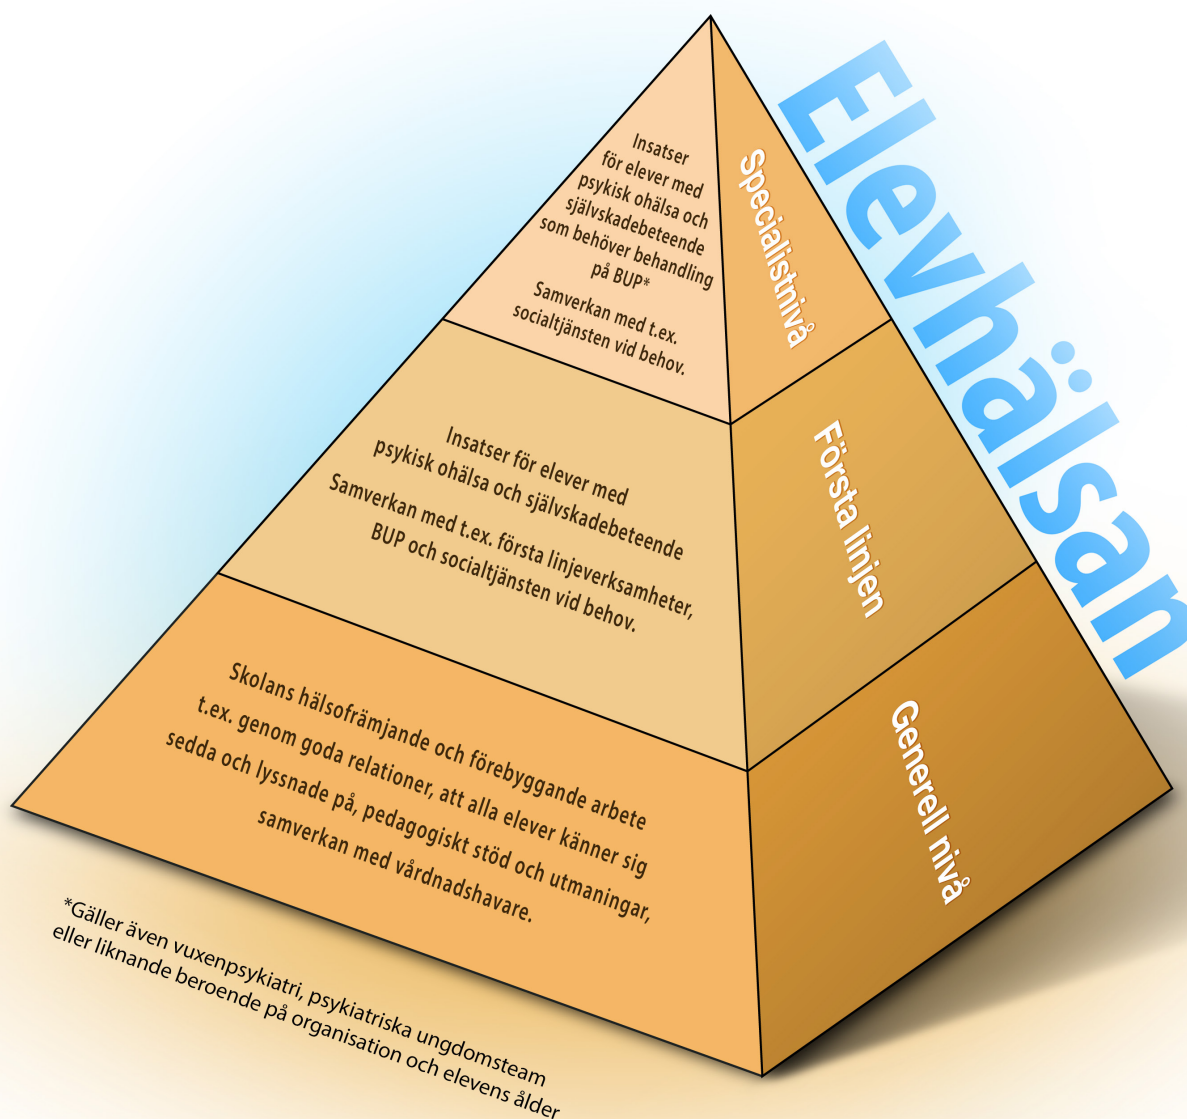 Elevhälsan
Specialistnivå
Insatser
för elever med
psykisk ohälsa och
självskadebeteende
som behöver behandling
på BUP*
Samverkan med t.ex.
socialtjänsten vid behov.
Första linjen
Insatser för elever med
psykisk ohälsa och självskadebeteende
Samverkan med t.ex. första linjeverksamheter,
BUP och socialtjänsten vid behov.
Generell nivå
Skolans hälsofrämjande och förebyggande arbete
t.ex. genom goda relationer, att alla elever känner sig
sedda och lyssnade på, pedagogiskt stöd och utmaningar,
samverkan med vårdnadshavare.
*Gäller även vuxenpsykiatri, psykiatriska ungdomsteam
eller liknande beroende på organisation och elevens ålder